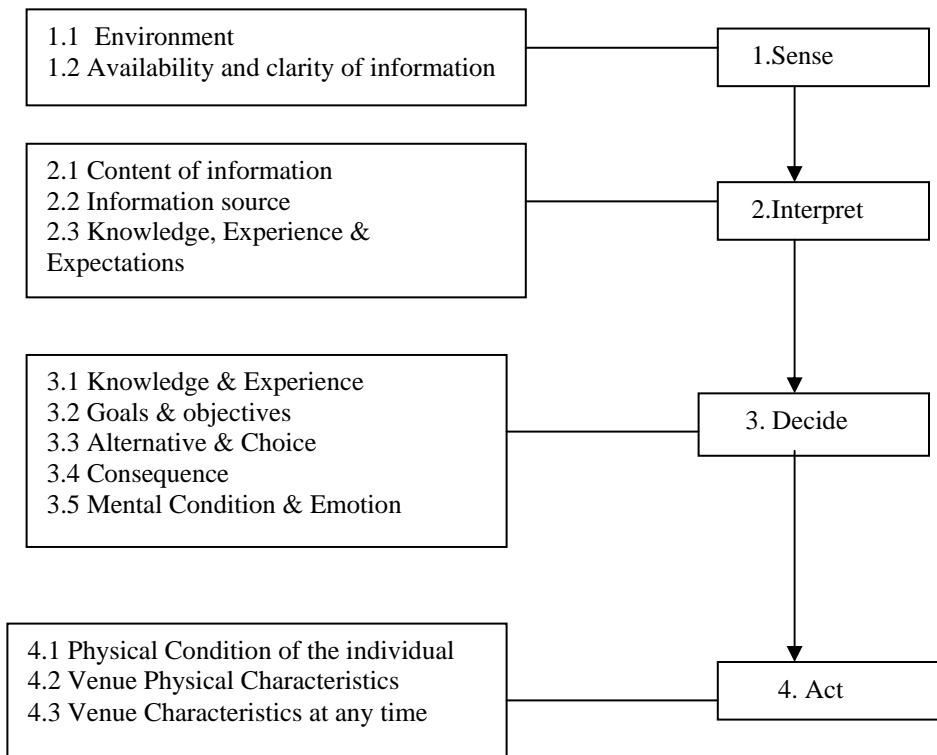 1.1 Environment
1.2 Availability and clarity of information
1.Sense
2.1 Content of information
2.2 Information source
2.3 Knowledge, Experience &
Expectations
2.Interpret
3.1 Knowledge & Experience
3.2 Goals & objectives
3.3 Alternative & Choice
3.4 Consequence
3.5 Mental Condition & Emotion
3. Decide
4.1 Physical Condition of the individual
4.2 Venue Physical Characteristics
4.3 Venue Characteristics at any time
4. Act